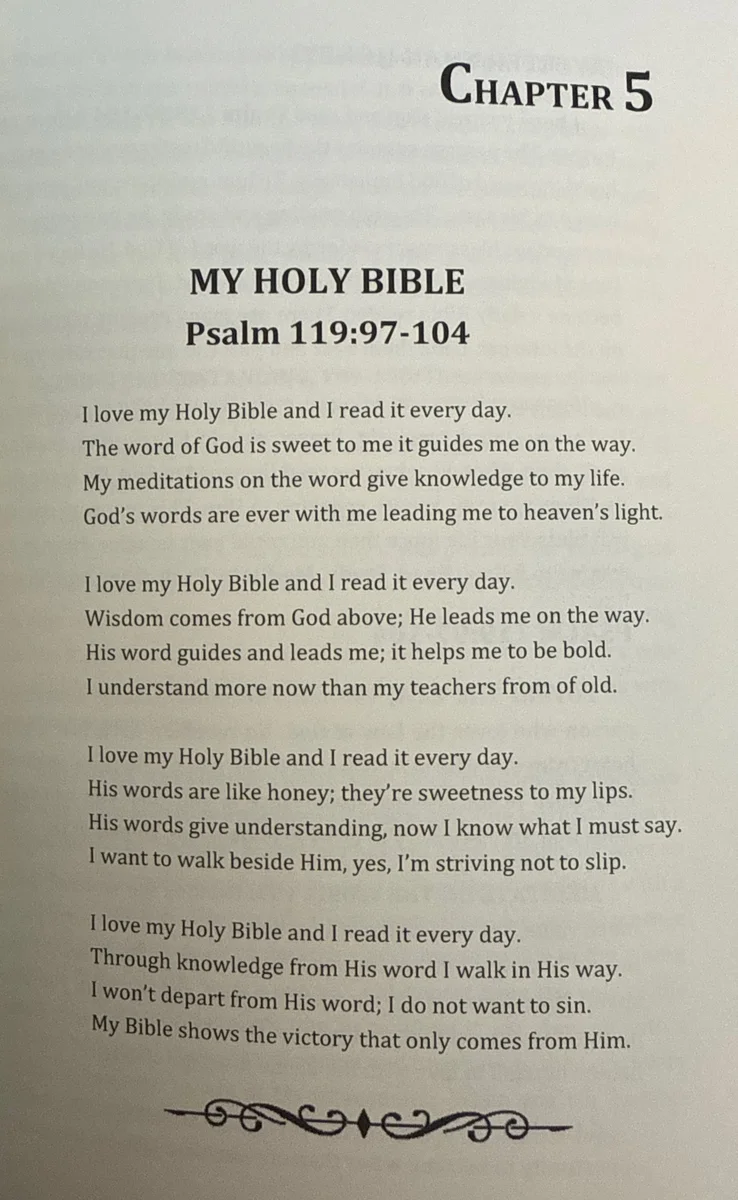 CHAPTER 5
MY HOLY BIBLE
Psalm 119:97-104
I love my Holy Bible and I read it every day.
The word of God is sweet to me it guides me on the way.
My meditations on the word give knowledge to my life.
God's words are ever with me leading me to heaven's light.
I love my Holy Bible and I read it every day.
Wisdom comes from God above; He leads me on the way.
His word guides and leads me; it helps me to be bold.
I understand more now than my teachers from of old.
I love my Holy Bible and I read it every day.
His words are like honey; they're sweetness to my lips.
His words give understanding, now I know what I must say.
I want to walk beside Him, yes, I'm striving not to slip.
I love my Holy Bible and I read it every day.
Through knowledge from His word I walk in His way.
I won't depart from His word; I do not want to sin.
My Bible shows the victory that only comes from Him.